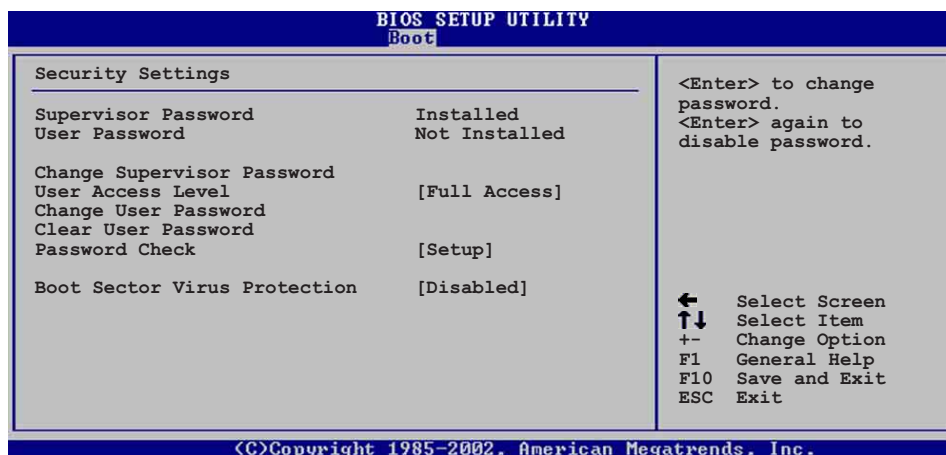 BIOS SETUP UTILITY
Boot
Security Settings
Supervisor Password Installed
User Password Not Installed
Change Supervisor Password
User Access Level [Full Access]
Change User Password
Clear User Password
Password Check [Setup]
Boot Sector Virus Protection [Disabled]
<Enter> to change
password.
<Enter> again to
disable password.
← Select Screen
↑↓ Select Item
+- Change Option
F1 General Help
F10 Save and Exit
ESC Exit
(C)Copyright 1985-2002, American Megatrends, Inc.